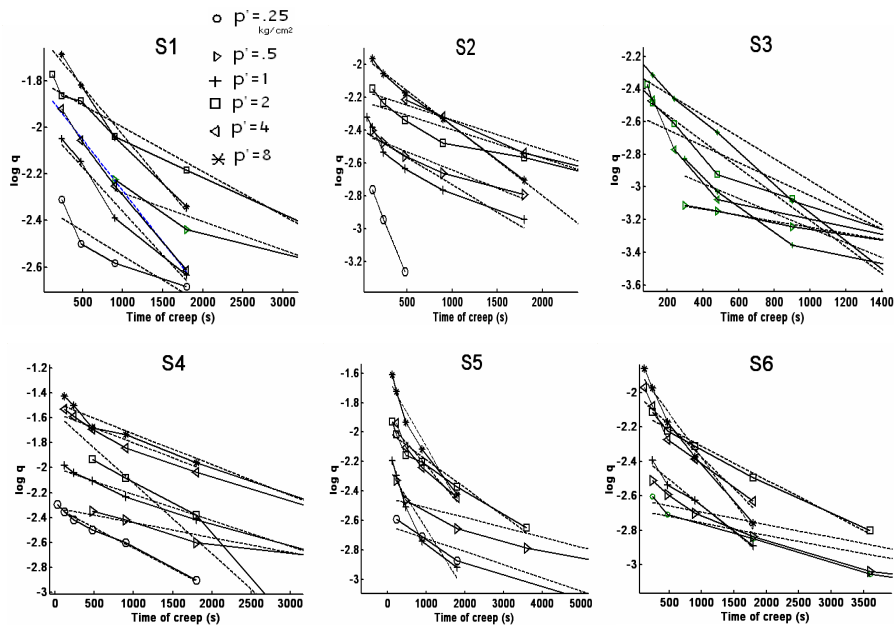 S1
-1.8
-2
-2.2
-2.4
-2.6
log q
500 1000 1500 2000 2500 3000
Time of creep (s)
p'=.25
kg/cm2
p'=.5
p'=1
p'=2
p'=4
p'=8
S2
-2
-2.2
-2.4
-2.6
-2.8
-3
-3.2
log q
0 500 1000 1500 2000
Time of creep (s)
S3
-2.2
-2.4
-2.6
-2.8
-3
-3.2
-3.4
-3.6
log q
200 400 600 800 1000 1200 1400
Time of creep (s)
S4
-1.2
-1.4
-1.6
-1.8
-2
-2.2
-2.4
-2.6
-2.8
-3
log q
0 500 1000 1500 2000 2500 3000
Time of creep (s)
S5
-1.6
-1.8
-2
-2.2
-2.4
-2.6
-2.8
-3
log q
0 1000 2000 3000 4000 5000
Time of creep (s)
S6
-2
-2.2
-2.4
-2.6
-2.8
-3
log q
500 1000 1500 2000 2500 3000 3500
Time of creep (s)